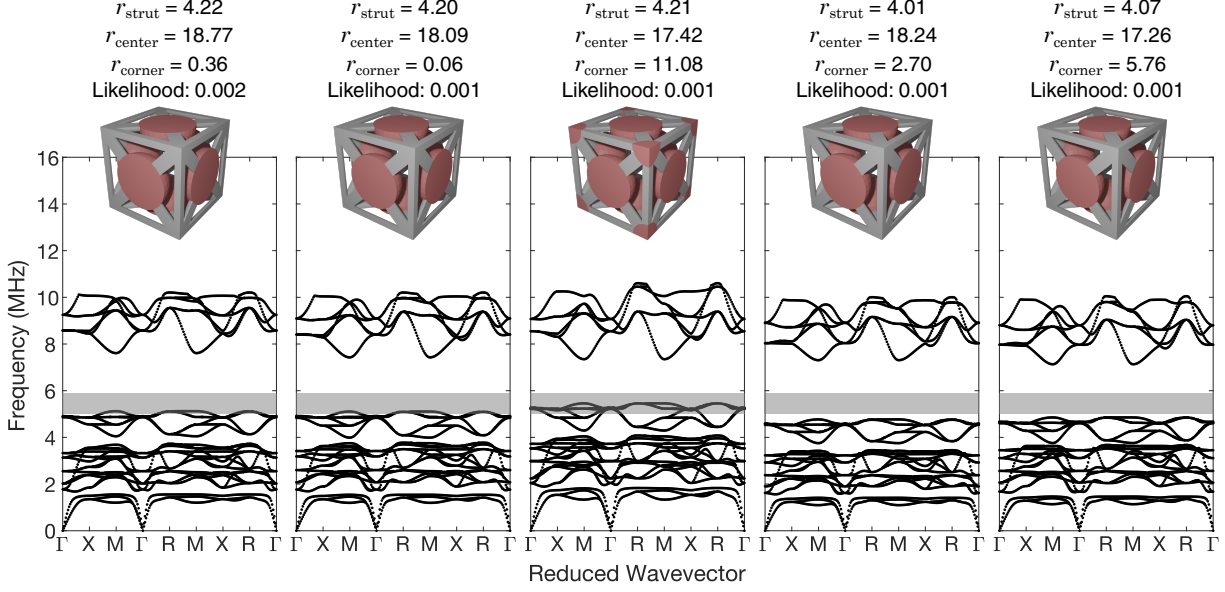 r_strut = 4.22
r_center = 18.77
r_corner = 0.36
Likelihood: 0.002
r_strut = 4.20
r_center = 18.09
r_corner = 0.06
Likelihood: 0.001
r_strut = 4.21
r_center = 17.42
r_corner = 11.08
Likelihood: 0.001
r_strut = 4.01
r_center = 18.24
r_corner = 2.70
Likelihood: 0.001
r_strut = 4.07
r_center = 17.26
r_corner = 5.76
Likelihood: 0.001
Frequency (MHz)
16
14
12
10
8
6
4
2
0
Γ X M Γ R M X R Γ
Γ X M Γ R M X R Γ
Γ X M Γ R M X R Γ
Γ X M Γ R M X R Γ
Γ X M Γ R M X R Γ
Reduced Wavevector